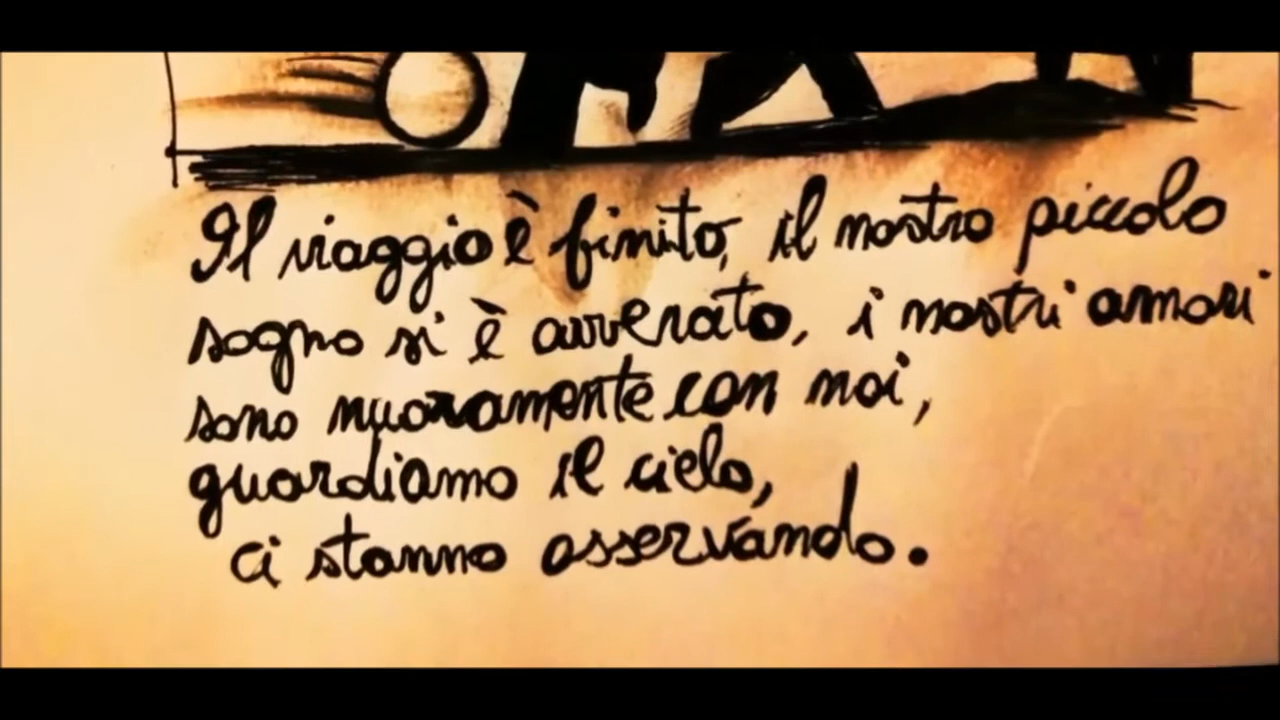 Il viaggio è finito, il nostro piccolo
sogno si è avverato, i nostri amori
sono nuovamente con noi,
guardiamo il cielo,
ci stanno osservando.